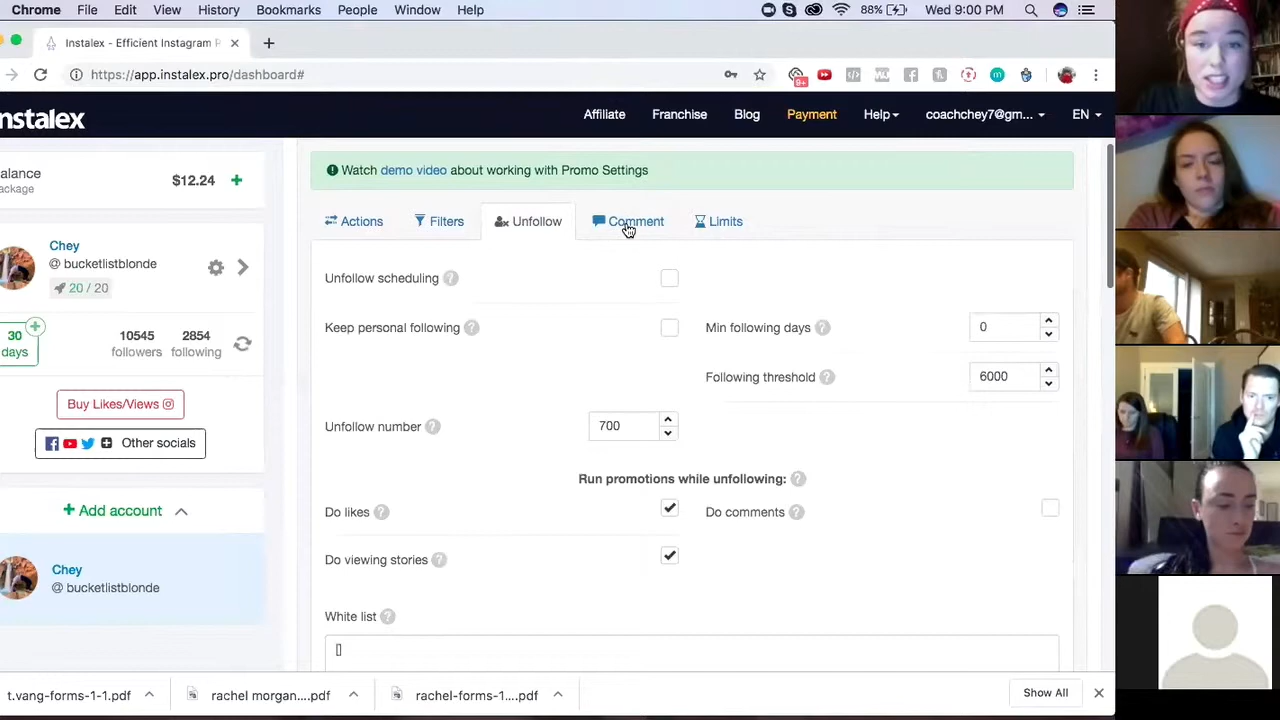 Chrome File Edit View History Bookmarks People Window Help 88% Wed 9:00 PM
Instalex - Efficient Instagram P
https://app.instalex.pro/dashboard#
9+
nstalex Affiliate Franchise Blog Payment Help coachchey7@gm... EN
alance
ackage
$12.24
Chey
@ bucketlistblonde
20 / 20
30
days
10545
followers
2854
following
Buy Likes/Views
Other socials
Add account
Chey
@ bucketlistblonde
Watch demo video about working with Promo Settings
Actions Filters Unfollow Comment Limits
Unfollow scheduling ?
Keep personal following ? Min following days ? 0
Following threshold ? 6000
Unfollow number ? 700
Run promotions while unfollowing: ?
Do likes ? Do comments ?
Do viewing stories ?
White list ?
[]
t.vang-forms-1-1.pdf rachel morgan....pdf rachel-forms-1....pdf Show All